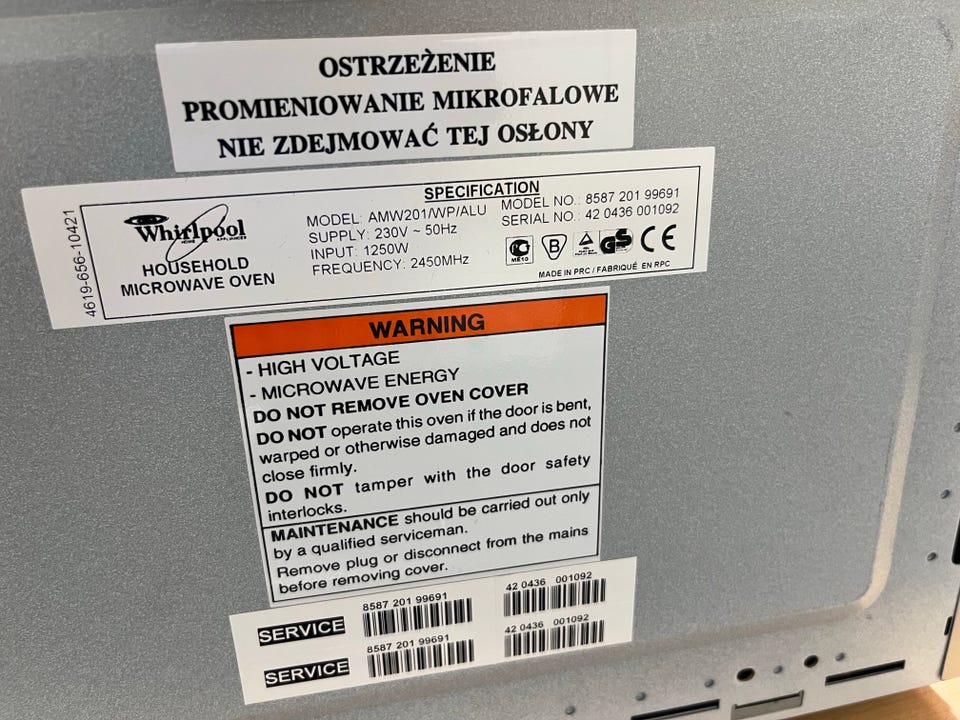 OSTRZEŻENIE
PROMIENIOWANIE MIKROFALOWE
NIE ZDEJMOWAĆ TEJ OSŁONY
4619-656-10421
Whirlpool
HOME APPLIANCES
HOUSEHOLD
MICROWAVE OVEN
SPECIFICATION
MODEL: AMW201/WP/ALU
SUPPLY: 230V ~ 50Hz
INPUT: 1250W
FREQUENCY: 2450MHz
MODEL NO.: 8587 201 99691
SERIAL NO.: 42 0436 001092
ME10
B
GS
CE
MADE IN PRC / FABRIQUÉ EN RPC
WARNING
- HIGH VOLTAGE
- MICROWAVE ENERGY
DO NOT REMOVE OVEN COVER
DO NOT operate this oven if the door is bent,
warped or otherwise damaged and does not
close firmly.
DO NOT tamper with the door safety
interlocks.
MAINTENANCE should be carried out only
by a qualified serviceman.
Remove plug or disconnect from the mains
before removing cover.
SERVICE
8587 201 99691
42 0436 001092
SERVICE
8587 201 99691
42 0436 001092